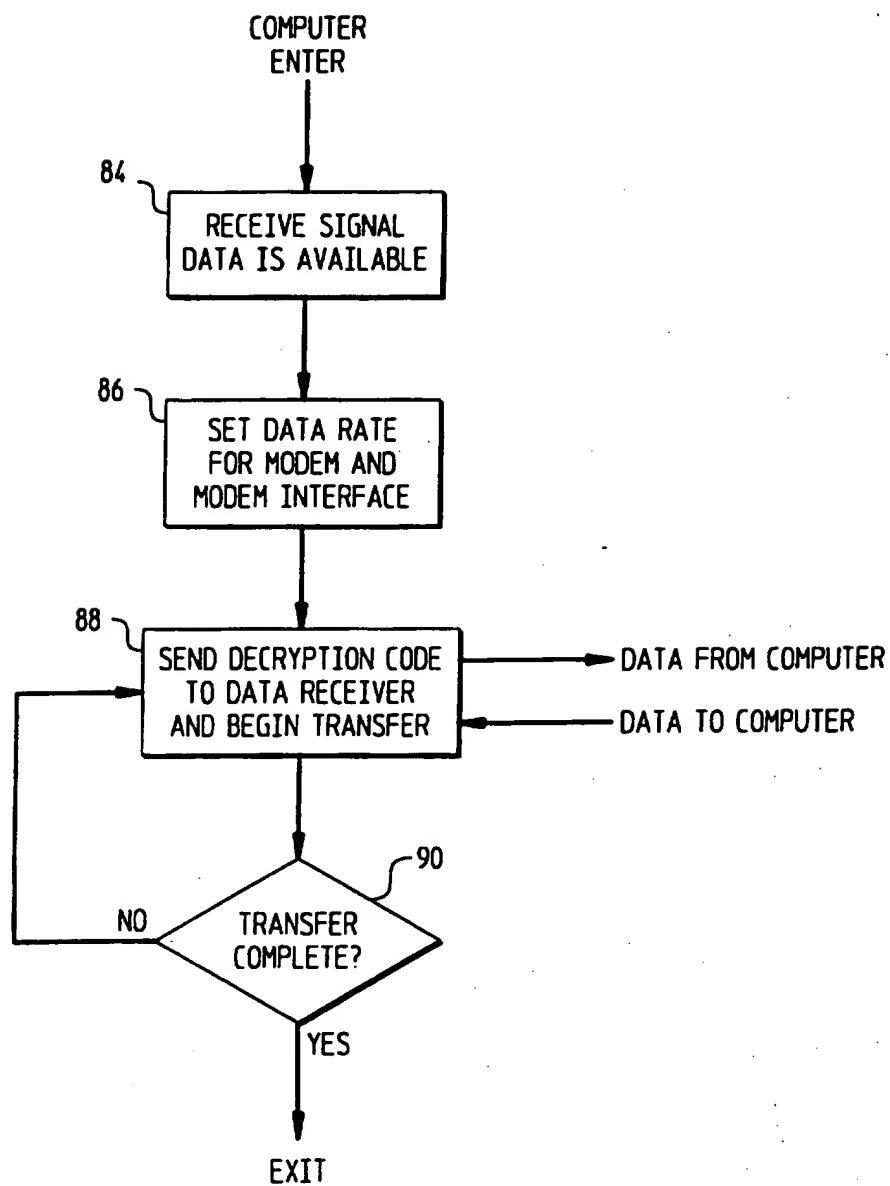 COMPUTER
ENTER
84
RECEIVE SIGNAL
DATA IS AVAILABLE
86
SET DATA RATE
FOR MODEM AND
MODEM INTERFACE
88
SEND DECRYPTION CODE
TO DATA RECEIVER
AND BEGIN TRANSFER
DATA FROM COMPUTER
DATA TO COMPUTER
90
TRANSFER
COMPLETE?
NO
YES
EXIT